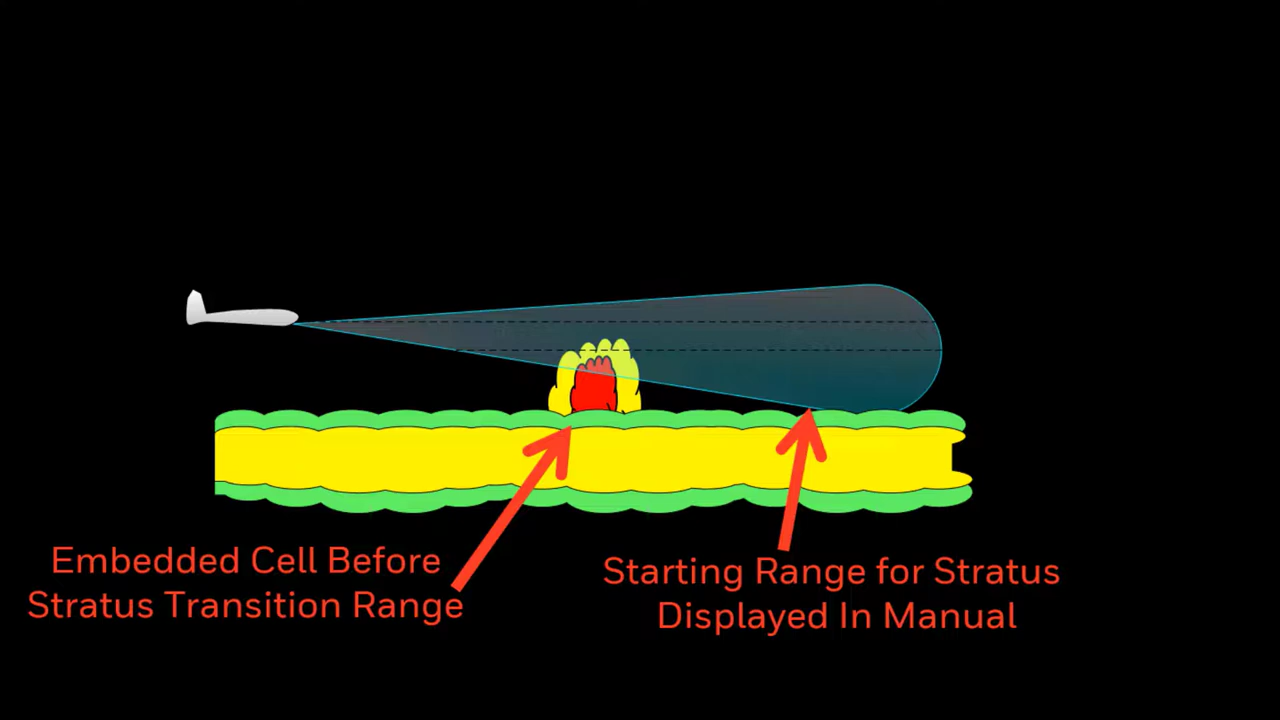 Embedded Cell Before
Stratus Transition Range
Starting Range for Stratus
Displayed In Manual